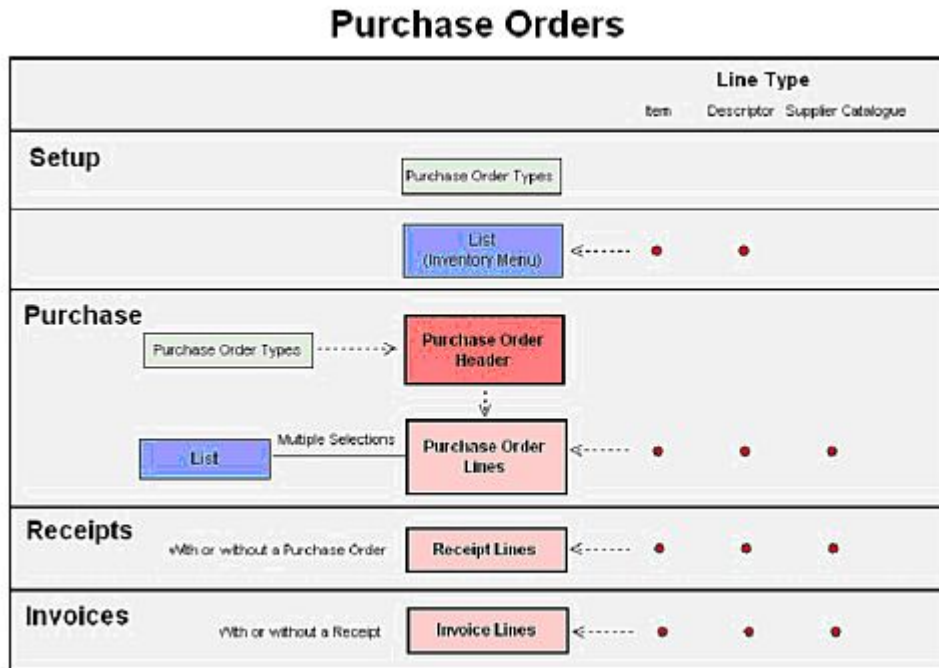 Purchase Orders
Line Type
Item Descriptor Supplier Catalogue
Setup
Purchase Order Types
List
(Inventory Menu)
Purchase
Purchase Order Types
Purchase Order
Header
Multiple Selections
List
Purchase Order
Lines
Receipts
With or without a Purchase Order
Receipt Lines
Invoices
With or without a Receipt
Invoice Lines